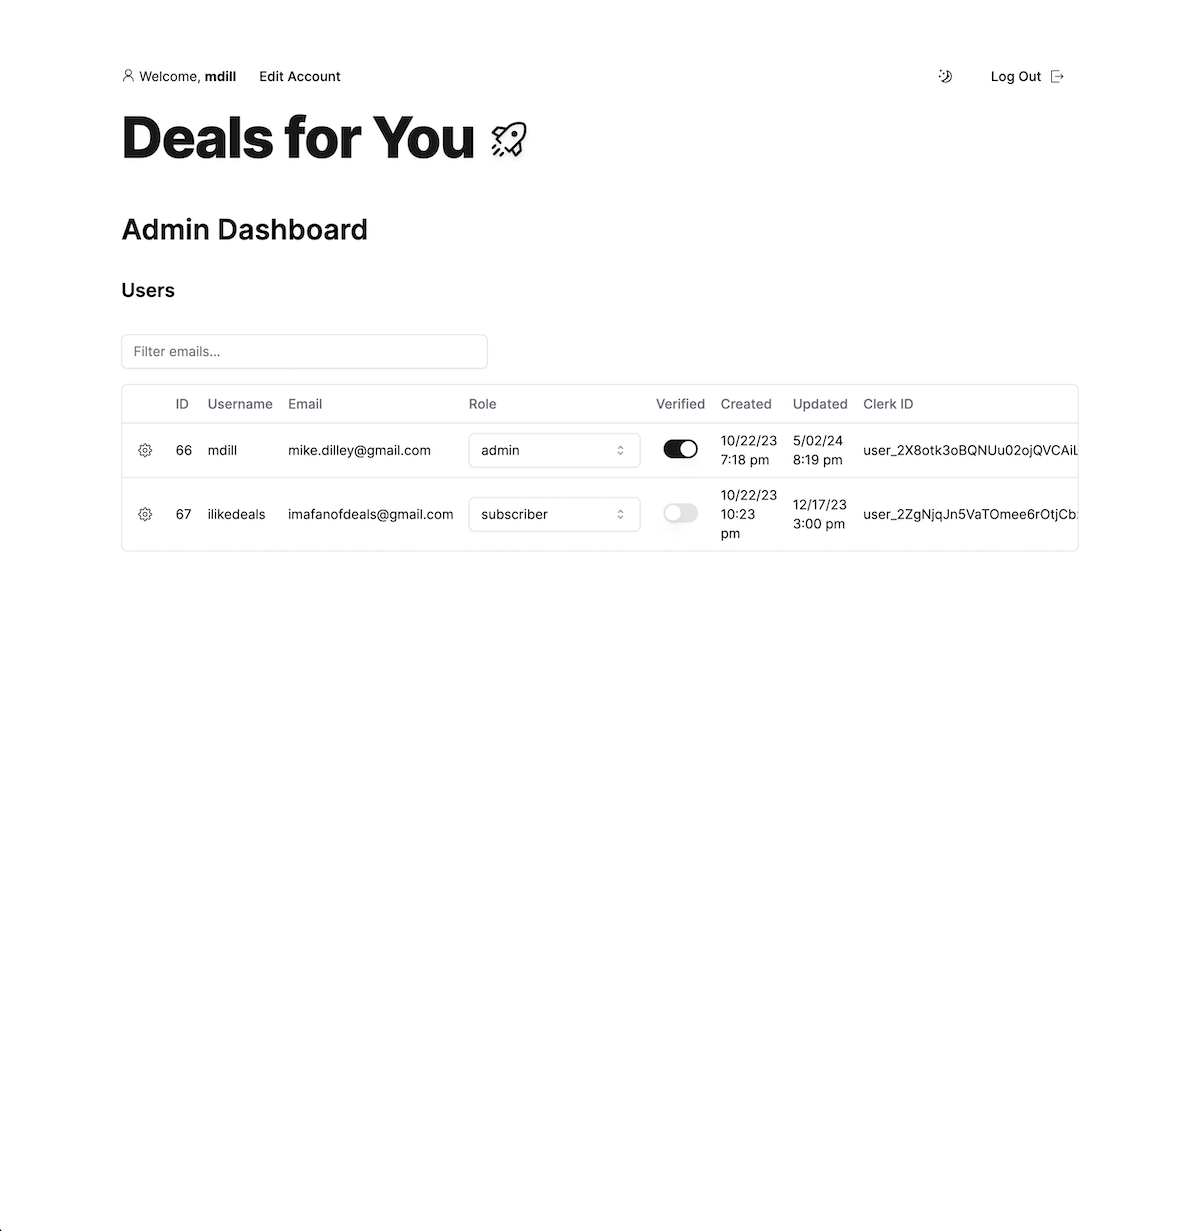 Welcome, mdill Edit Account Log Out
Deals for You
Admin Dashboard
Users
Filter emails...
ID Username Email Role Verified Created Updated Clerk ID
66 mdill mike.dilley@gmail.com admin 10/22/23 7:18 pm 5/02/24 8:19 pm user_2X8otk3oBQNUu02ojQVCAiL
67 ilikedeals imafanofdeals@gmail.com subscriber 10/22/23 10:23 pm 12/17/23 3:00 pm user_2ZgNjqJn5VaTOmee6rOtjCb